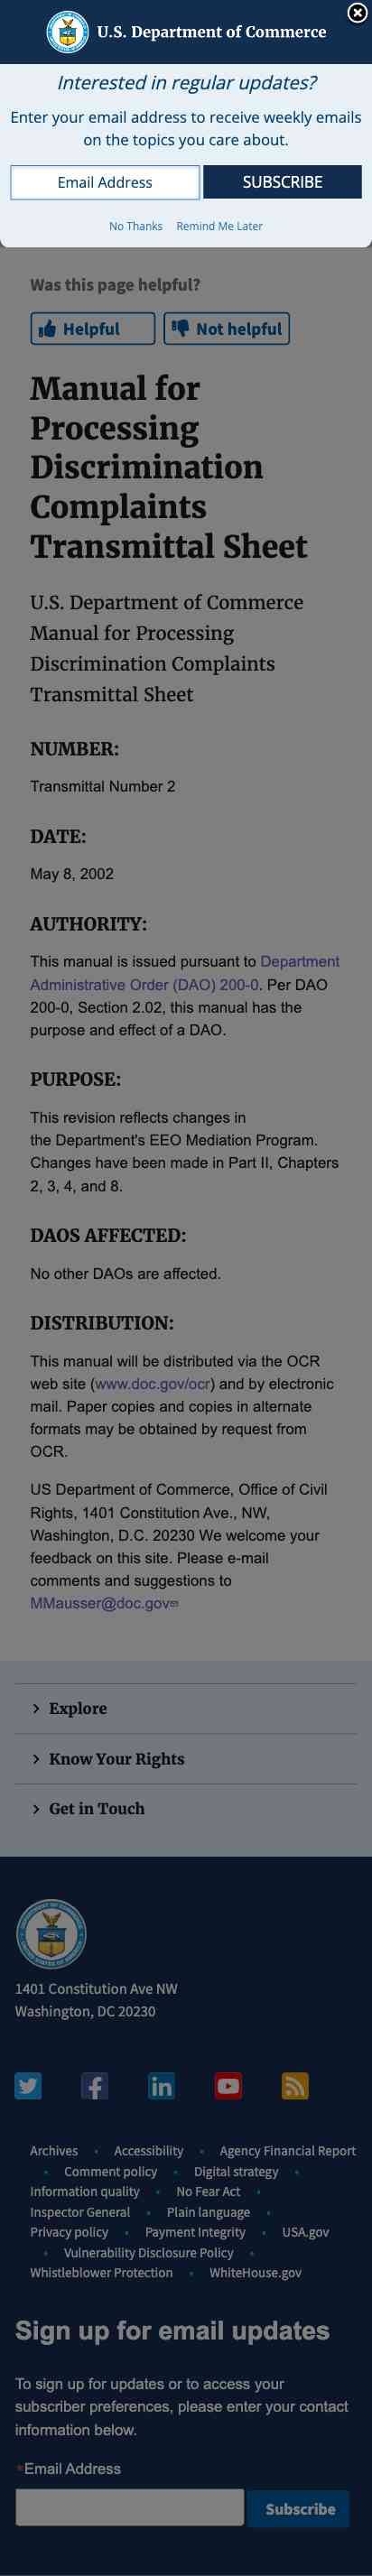 U.S. Department of Commerce
Interested in regular updates?
Enter your email address to receive weekly emails
on the topics you care about.
Email Address
SUBSCRIBE
No Thanks
Remind Me Later
Was this page helpful?
Helpful
Not helpful
Manual for
Processing
Discrimination
Complaints
Transmittal Sheet
U.S. Department of Commerce
Manual for Processing
Discrimination Complaints
Transmittal Sheet
NUMBER:
Transmittal Number 2
DATE:
May 8, 2002
AUTHORITY:
This manual is issued pursuant to Department
Administrative Order (DAO) 200-0. Per DAO
200-0, Section 2.02, this manual has the
purpose and effect of a DAO.
PURPOSE:
This revision reflects changes in
the Department's EEO Mediation Program.
Changes have been made in Part II, Chapters
2, 3, 4, and 8.
DAOS AFFECTED:
No other DAOs are affected.
DISTRIBUTION:
This manual will be distributed via the OCR
web site (www.doc.gov/ocr) and by electronic
mail. Paper copies and copies in alternate
formats may be obtained by request from
OCR.
US Department of Commerce, Office of Civil
Rights, 1401 Constitution Ave., NW,
Washington, D.C. 20230 We welcome your
feedback on this site. Please e-mail
comments and suggestions to
MMausser@doc.gov
Explore
Know Your Rights
Get in Touch
1401 Constitution Ave NW
Washington, DC 20230
Archives • Accessibility • Agency Financial Report
• Comment policy • Digital strategy •
Information quality • No Fear Act •
Inspector General • Plain language •
Privacy policy • Payment Integrity • USA.gov
• Vulnerability Disclosure Policy •
Whistleblower Protection • WhiteHouse.gov
Sign up for email updates
To sign up for updates or to access your
subscriber preferences, please enter your contact
information below.
*Email Address
Subscribe